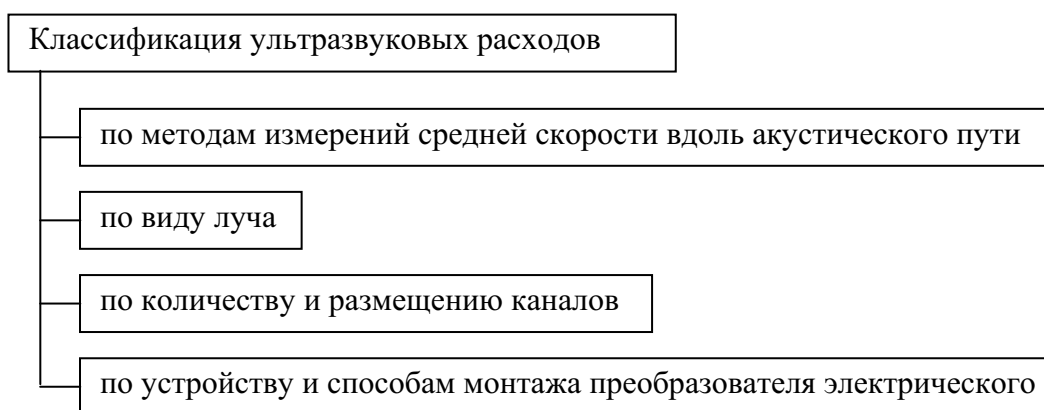 Классификация ультразвуковых расходов
по методам измерений средней скорости вдоль акустического пути
по виду луча
по количеству и размещению каналов
по устройству и способам монтажа преобразователя электрического